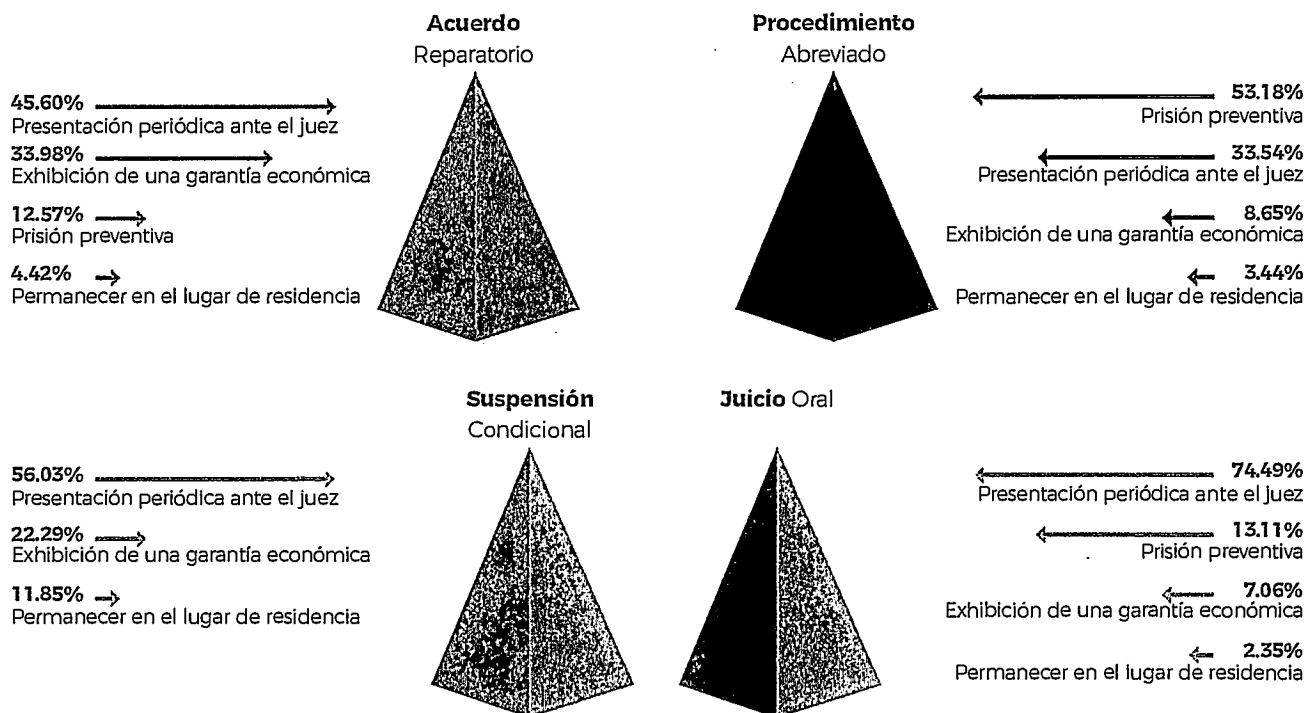 Acuerdo
Reparatorio
45.60%
Presentación periódica ante el juez
33.98%
Exhibición de una garantía económica
12.57%
Prisión preventiva
4.42%
Permanecer en el lugar de residencia
Procedimiento
Abreviado
53.18%
Prisión preventiva
33.54%
Presentación periódica ante el juez
8.65%
Exhibición de una garantía económica
3.44%
Permanecer en el lugar de residencia
Suspensión
Condicional
56.03%
Presentación periódica ante el juez
22.29%
Exhibición de una garantía económica
11.85%
Permanecer en el lugar de residencia
Juicio Oral
74.49%
Presentación periódica ante el juez
13.11%
Prisión preventiva
7.06%
Exhibición de una garantía económica
2.35%
Permanecer en el lugar de residencia